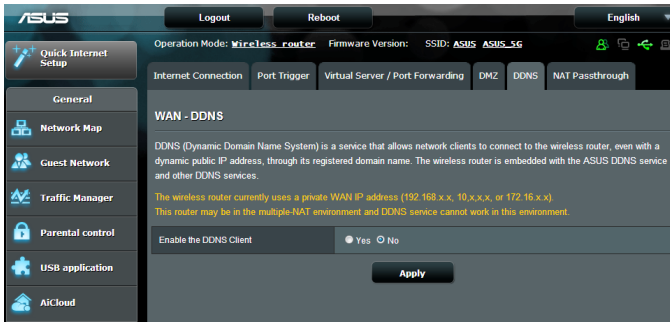 ASUS
Logout
Reboot
English
Operation Mode: Wireless router Firmware Version: SSID: ASUS ASUS_5G
Quick Internet
Setup
General
Network Map
Guest Network
Traffic Manager
Parental control
USB application
AiCloud
Internet Connection
Port Trigger
Virtual Server / Port Forwarding
DMZ
DDNS
NAT Passthrough
WAN - DDNS
DDNS (Dynamic Domain Name System) is a service that allows network clients to connect to the wireless router, even with a
dynamic public IP address, through its registered domain name. The wireless router is embedded with the ASUS DDNS service
and other DDNS services.
The wireless router currently uses a private WAN IP address (192.168.x.x, 10,x,x,x, or 172.16.x.x).
This router may be in the multiple-NAT environment and DDNS service cannot work in this environment.
Enable the DDNS Client
Yes No
Apply